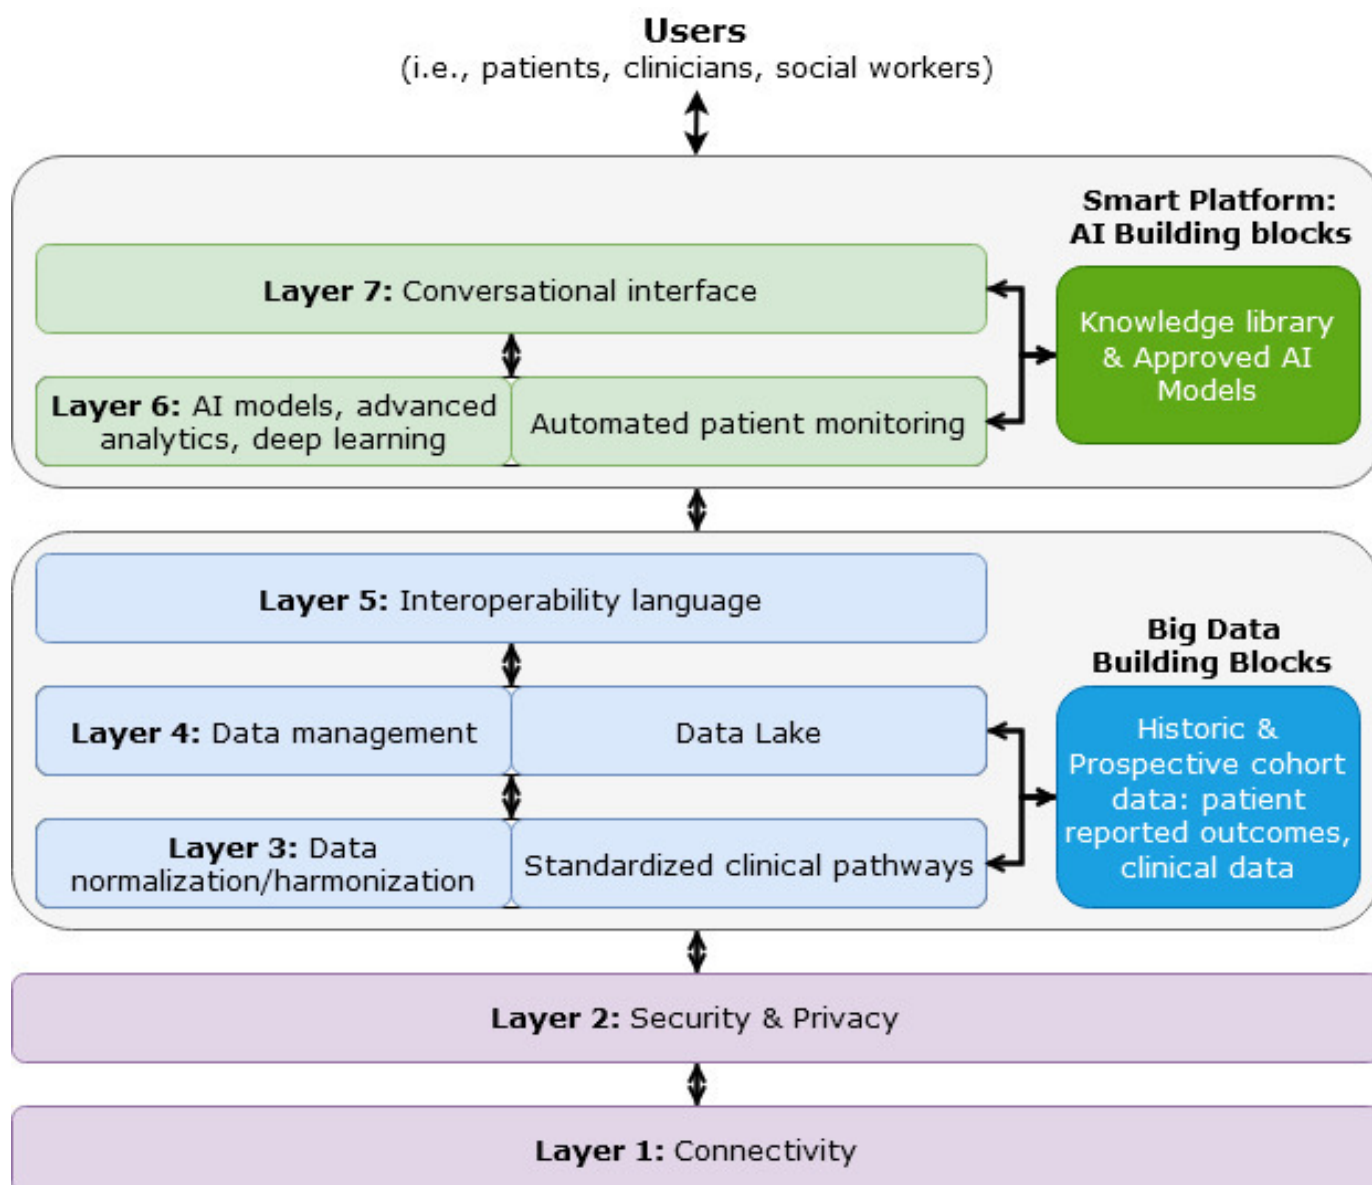 Users
(i.e., patients, clinicians, social workers)
Smart Platform:
AI Building blocks
Layer 7: Conversational interface
Knowledge library
& Approved AI
Models
Layer 6: AI models, advanced
analytics, deep learning
Automated patient monitoring
Layer 5: Interoperability language
Big Data
Building Blocks
Layer 4: Data management
Data Lake
Historic &
Prospective cohort
data: patient
reported outcomes,
clinical data
Layer 3: Data
normalization/harmonization
Standardized clinical pathways
Layer 2: Security & Privacy
Layer 1: Connectivity